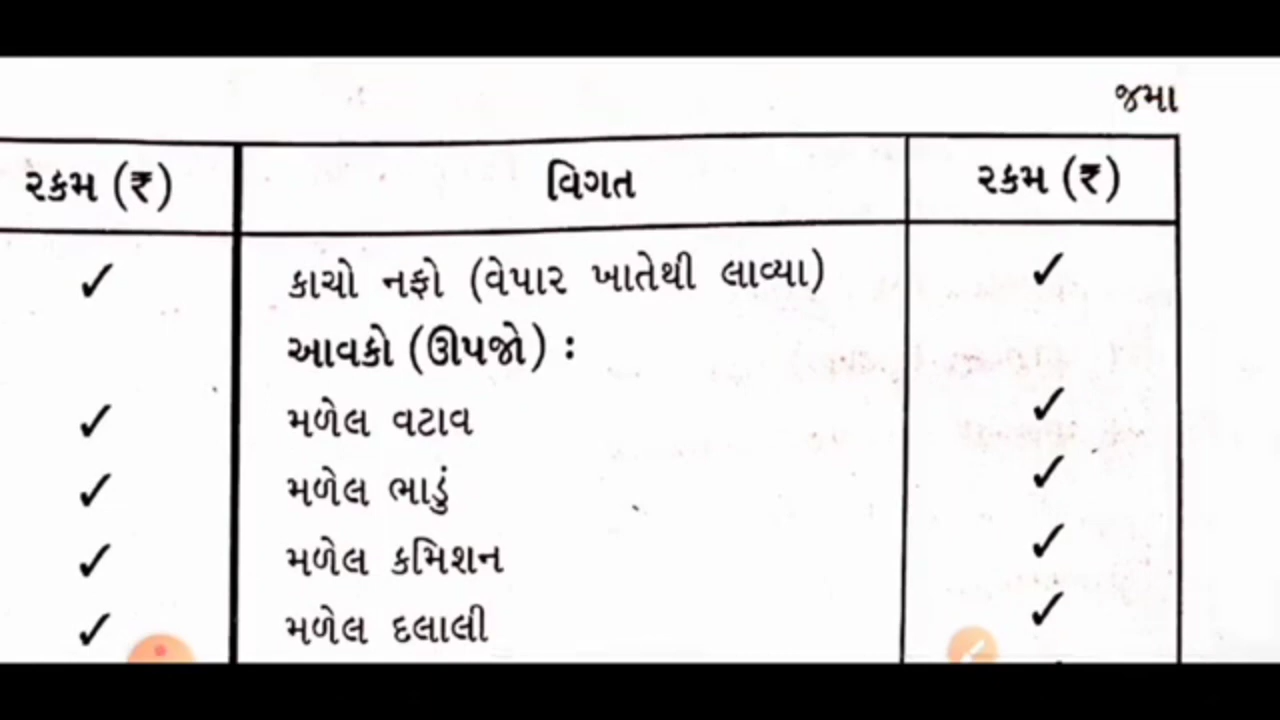 જમા
રકમ (₹) વિગત રકમ (₹)
✓ કાચો નફો (વેપાર ખાતેથી લાવ્યા) ✓
આવકો (ઊપજો) :
✓ મળેલ વટાવ ✓
✓ મળેલ ભાડું ✓
✓ મળેલ કમિશન ✓
✓ મળેલ દલાલી ✓